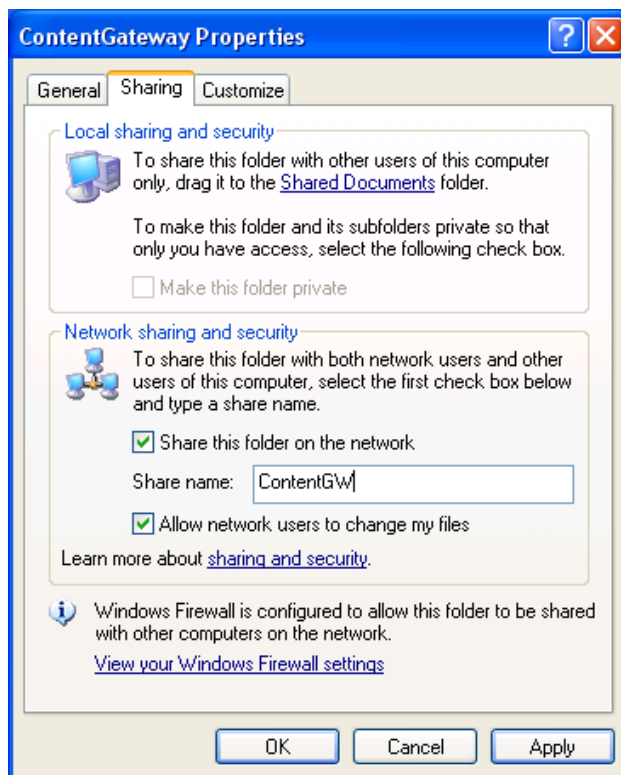 ContentGateway Properties
General Sharing Customize
Local sharing and security
To share this folder with other users of this computer
only, drag it to the Shared Documents folder.
To make this folder and its subfolders private so that
only you have access, select the following check box.
Make this folder private
Network sharing and security
To share this folder with both network users and other
users of this computer, select the first check box below
and type a share name.
Share this folder on the network
Share name: ContentGW
Allow network users to change my files
Learn more about sharing and security.
Windows Firewall is configured to allow this folder to be shared
with other computers on the network.
View your Windows Firewall settings
OK Cancel Apply